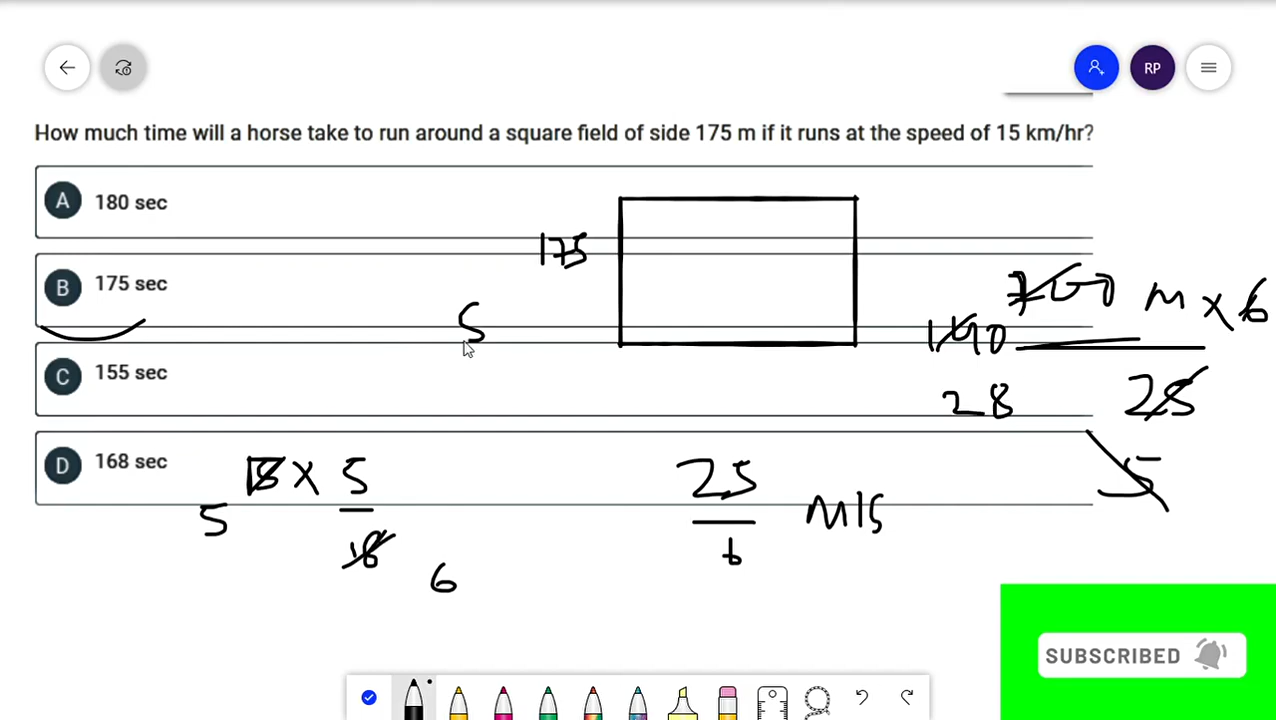 RP
How much time will a horse take to run around a square field of side 175 m if it runs at the speed of 15 km/hr?
A 180 sec
175
B 175 sec
700 m x 6
5
140
C 155 sec
28
25
D 168 sec
5
15 x 5
18
5
6
25
6
M/S
SUBSCRIBED